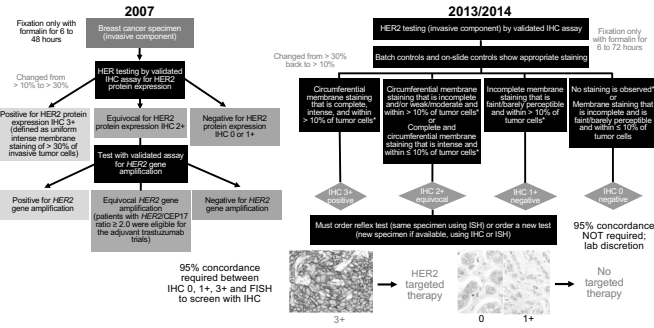 2007
Fixation only with
formalin for 6 to
48 hours
Breast cancer specimen
(invasive component)
HER testing by validated
IHC assay for HER2
protein expression
Changed from
> 10% to > 30%
Positive for HER2 protein
expression IHC 3+
(defined as uniform
intense membrane
staining of > 30% of
invasive tumor cells)
Equivocal for HER2
protein expression IHC 2+
Negative for HER2
protein expression
IHC 0 or 1+
Test with validated assay
for HER2 gene
amplification
Positive for HER2
gene amplification
Equivocal HER2 gene
amplification
(patients with HER2/CEP17
ratio ≥ 2.0 were eligible for
the adjuvant trastuzumab
trials)
Negative for HER2
gene amplification
95% concordance
required between
IHC 0, 1+, 3+ and FISH
to screen with IHC
2013/2014
HER2 testing (invasive component) by validated IHC assay
Fixation only
with formalin for
6 to 72 hours
Batch controls and on-slide controls show appropriate staining
Changed from > 30%
back to > 10%
Circumferential
membrane staining
that is complete,
intense, and within
> 10% of tumor cells*
Circumferential membrane
staining that is incomplete
and/or weak/moderate and within
> 10% of tumor cells*
or
Complete and
circumferential membrane
staining that is intense and
within ≤ 10% of tumor cells*
Incomplete membrane
staining that is
faint/barely perceptible
and within > 10% of
tumor cells*
No staining is observed*
or
Membrane staining that
is incomplete and is
faint/barely perceptible
and within ≤ 10% of
tumor cells
IHC 3+
positive
IHC 2+
equivocal
IHC 1+
negative
IHC 0
negative
Must order reflex test (same specimen using ISH) or order a new test
(new specimen if available, using IHC or ISH)
95% concordance
NOT required;
lab discretion
HER2
targeted
therapy
No
targeted
therapy
3+
0
1+